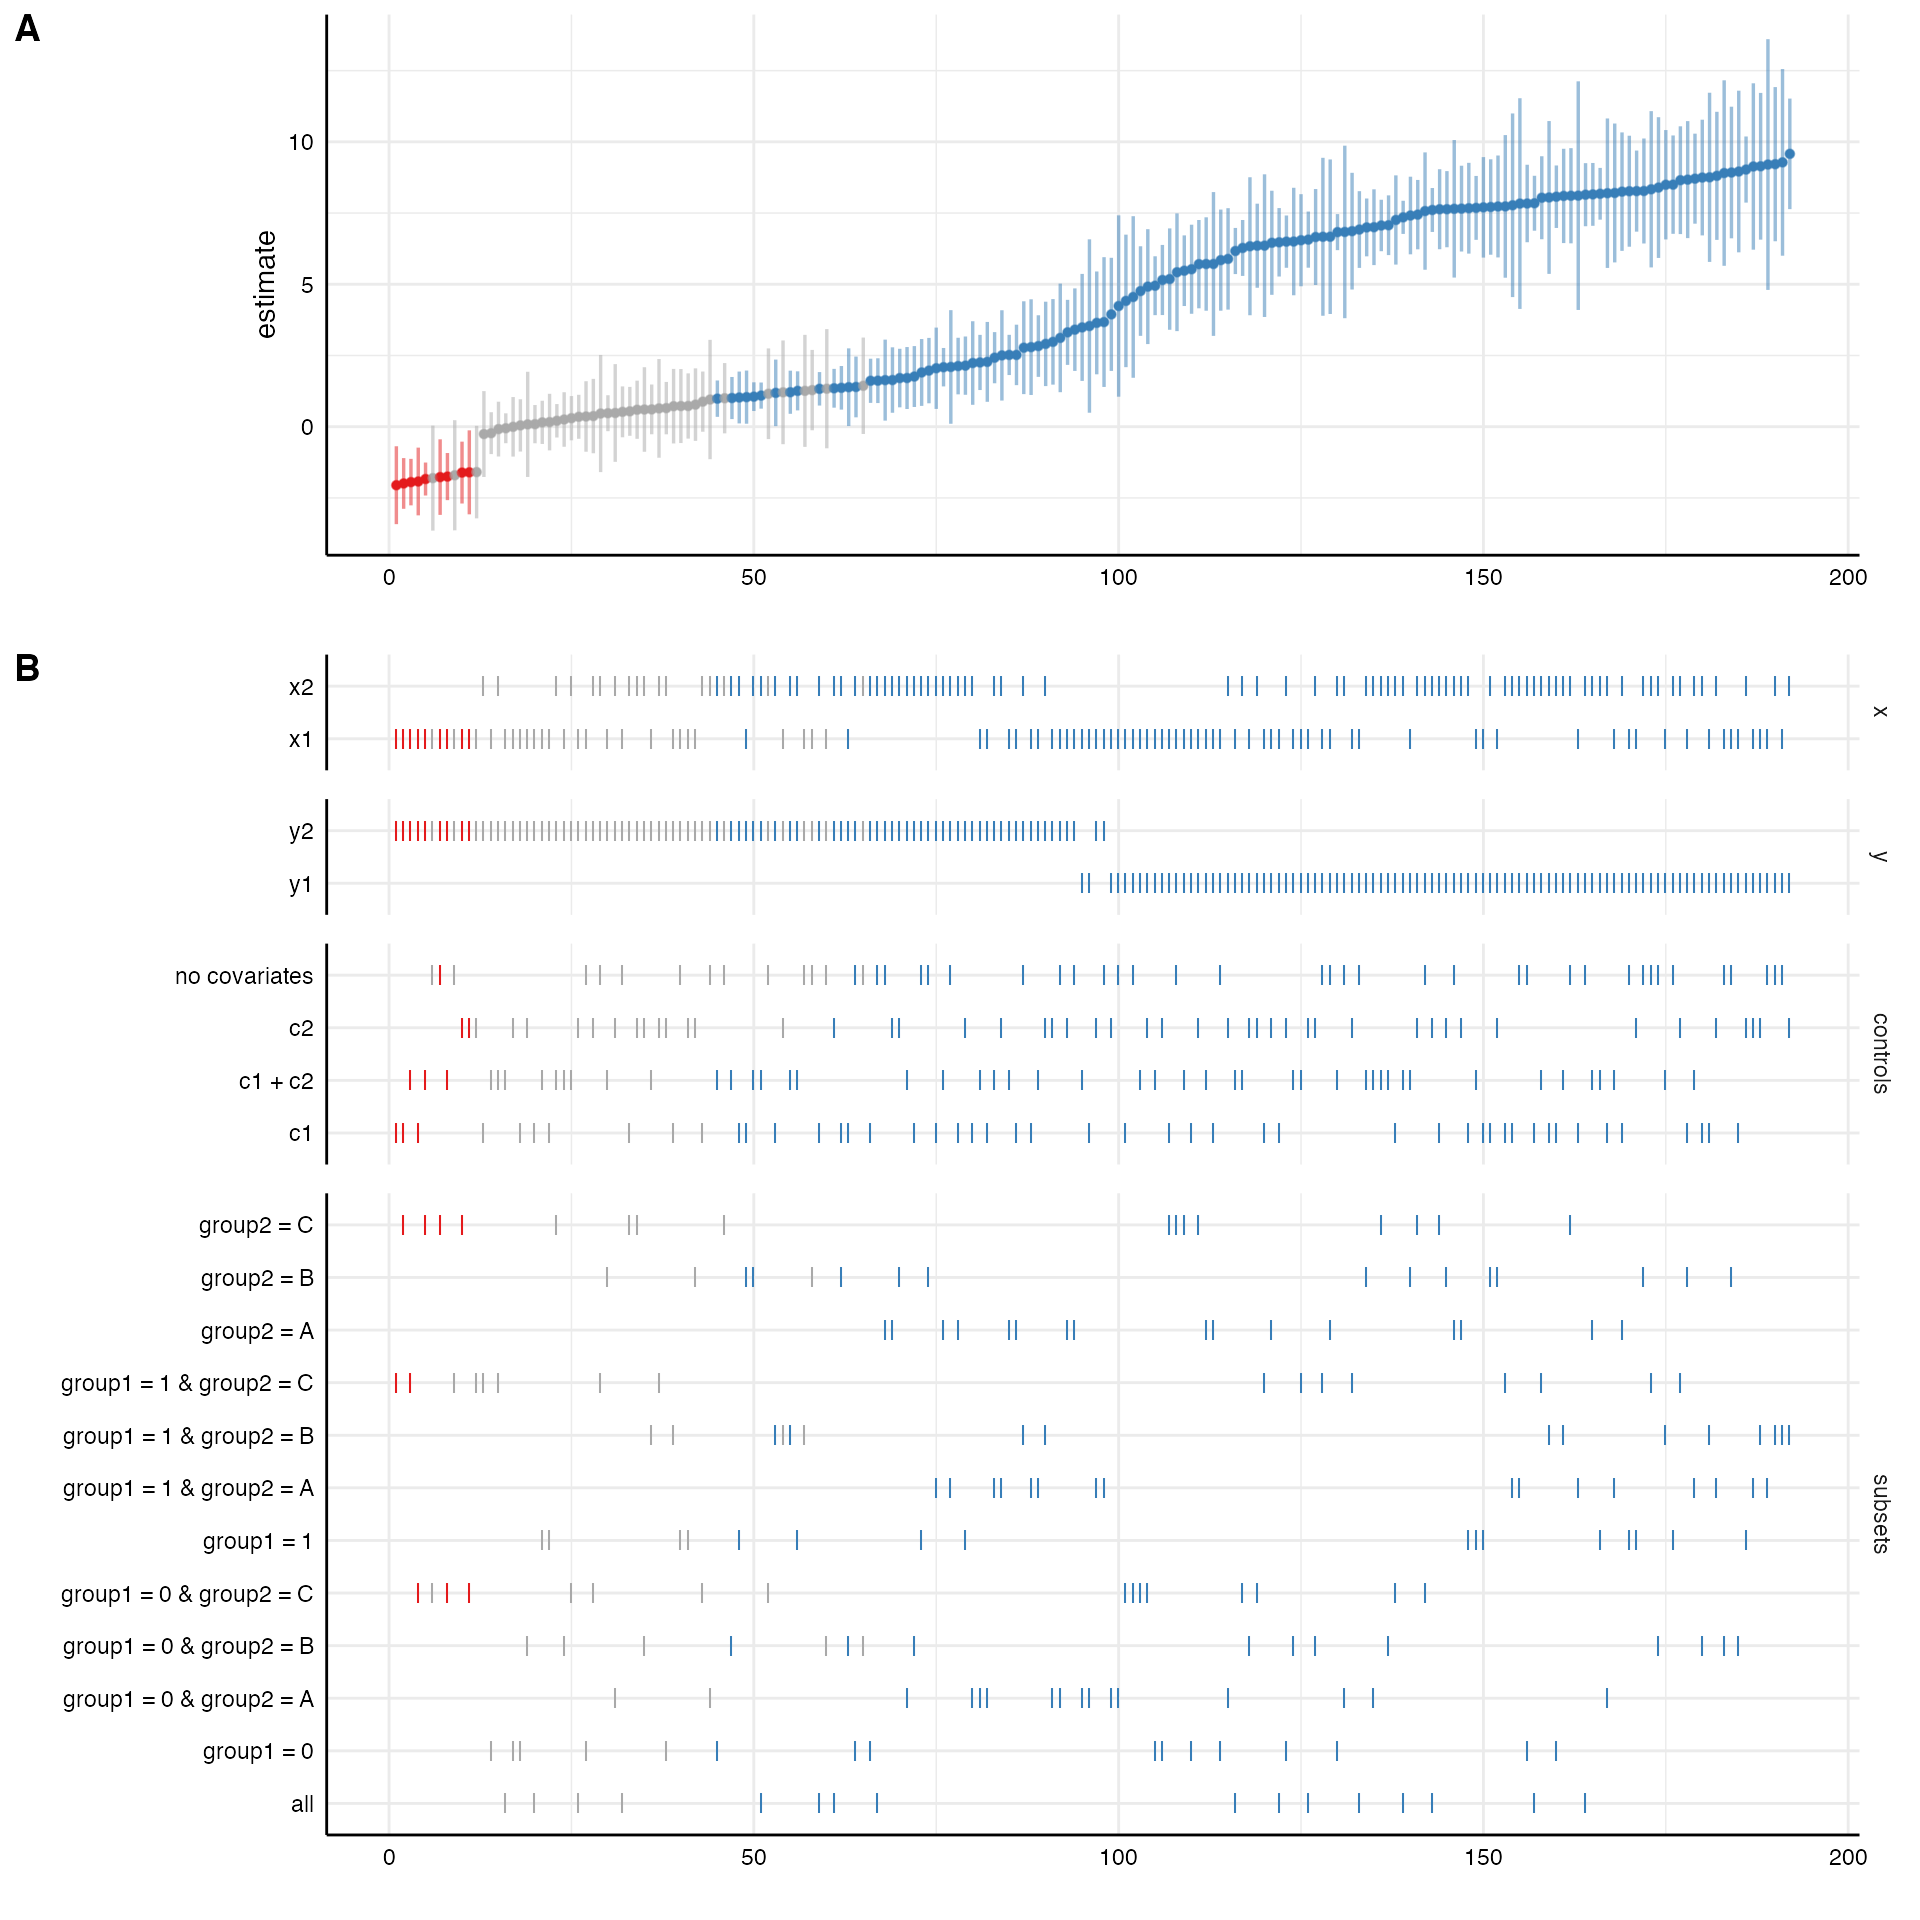 A
estimate
10
5
0
0 50 100 150 200
B
x2
x1
x
y2
y1
y
no covariates
c2
c1 + c2
c1
controls
group2 = C
group2 = B
group2 = A
group1 = 1 & group2 = C
group1 = 1 & group2 = B
group1 = 1 & group2 = A
group1 = 1
group1 = 0 & group2 = C
group1 = 0 & group2 = B
group1 = 0 & group2 = A
group1 = 0
all
subsets
0 50 100 150 200